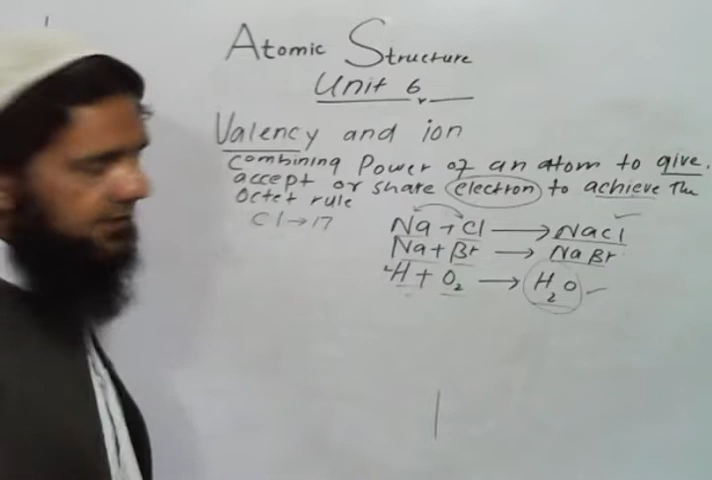 Atomic Structure
Unit 6
Valency and ion
Combining Power of an atom to give.
accept or share electron to achieve the
Octet rule
Cl → 17
Na + Cl → NaCl
Na + Br → NaBr
4H + O2 → H2O